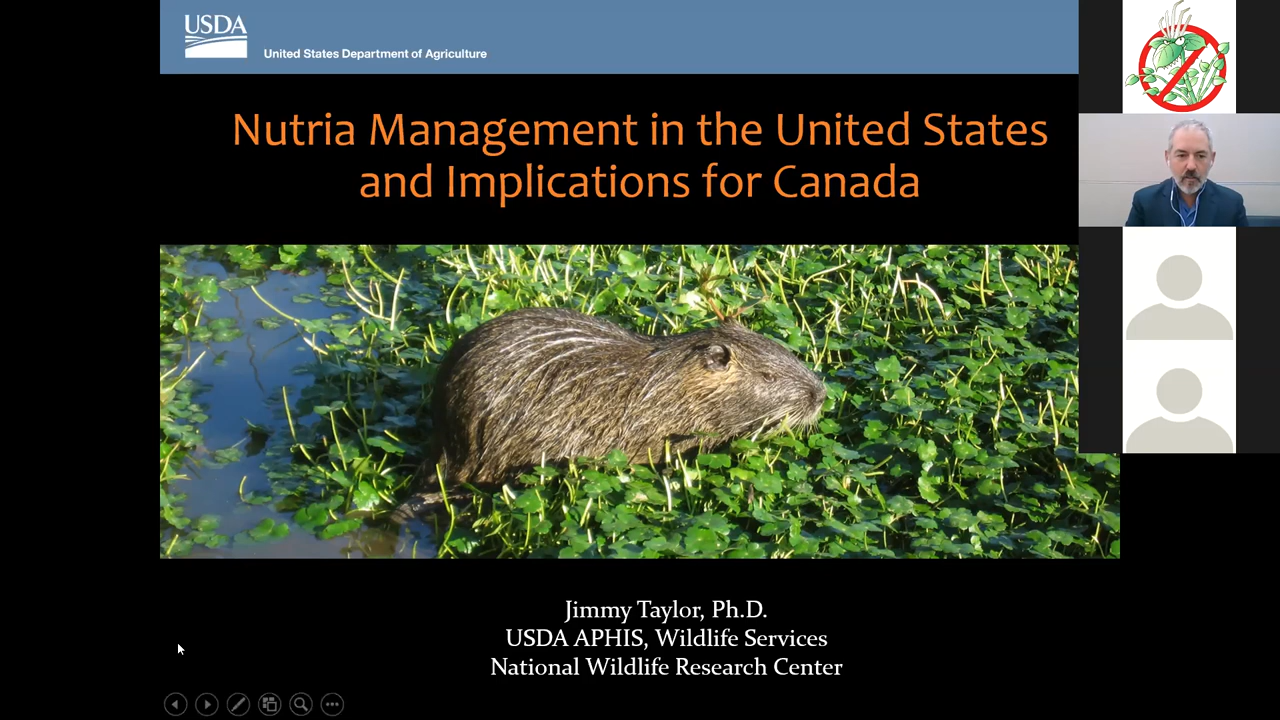 USDA
United States Department of Agriculture
Nutria Management in the United States
and Implications for Canada
Jimmy Taylor, Ph.D.
USDA APHIS, Wildlife Services
National Wildlife Research Center